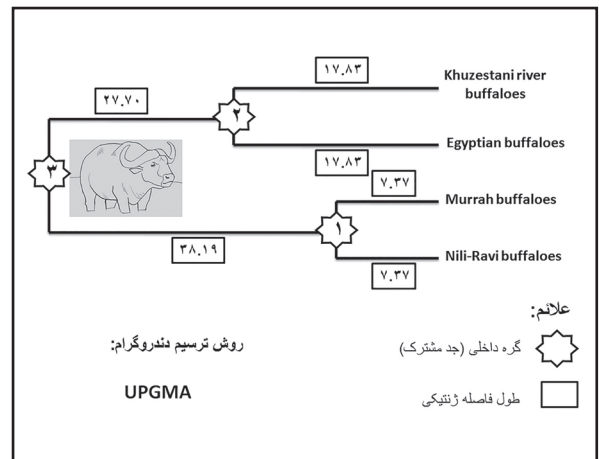 ۱۷.۸۳
Khuzestani river
buffaloes
۲۷.۷۰
۲
Egyptian buffaloes
۱۷.۸۳
۳
۷.۳۷
Murrah buffaloes
۱
۳۸.۱۹
Nili-Ravi buffaloes
۷.۳۷
علائم:
روش ترسیم دندروگرام:
گره داخلی (جد مشترک)
UPGMA
طول فاصله ژنتیکی